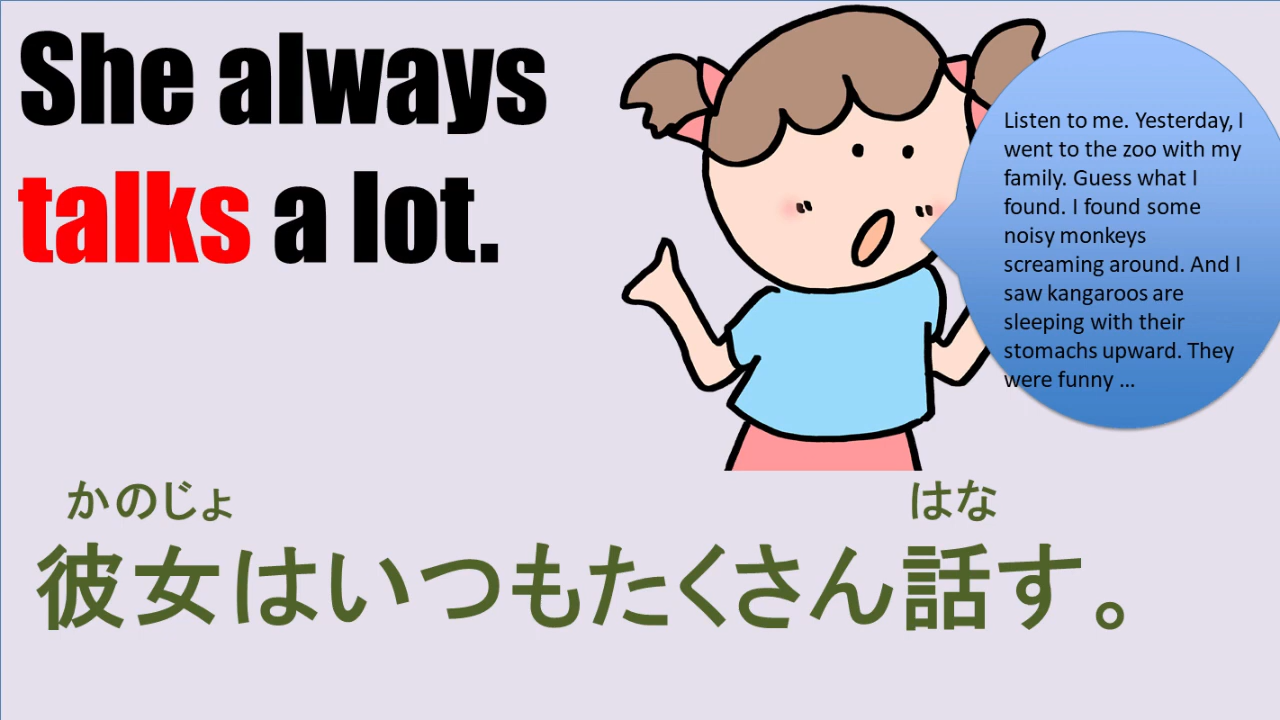 She always
talks a lot.
Listen to me. Yesterday, I
went to the zoo with my
family. Guess what I
found. I found some
noisy monkeys
screaming around. And I
saw kangaroos are
sleeping with their
stomachs upward. They
were funny ...
かのじょ はな
彼女はいつもたくさん話す。